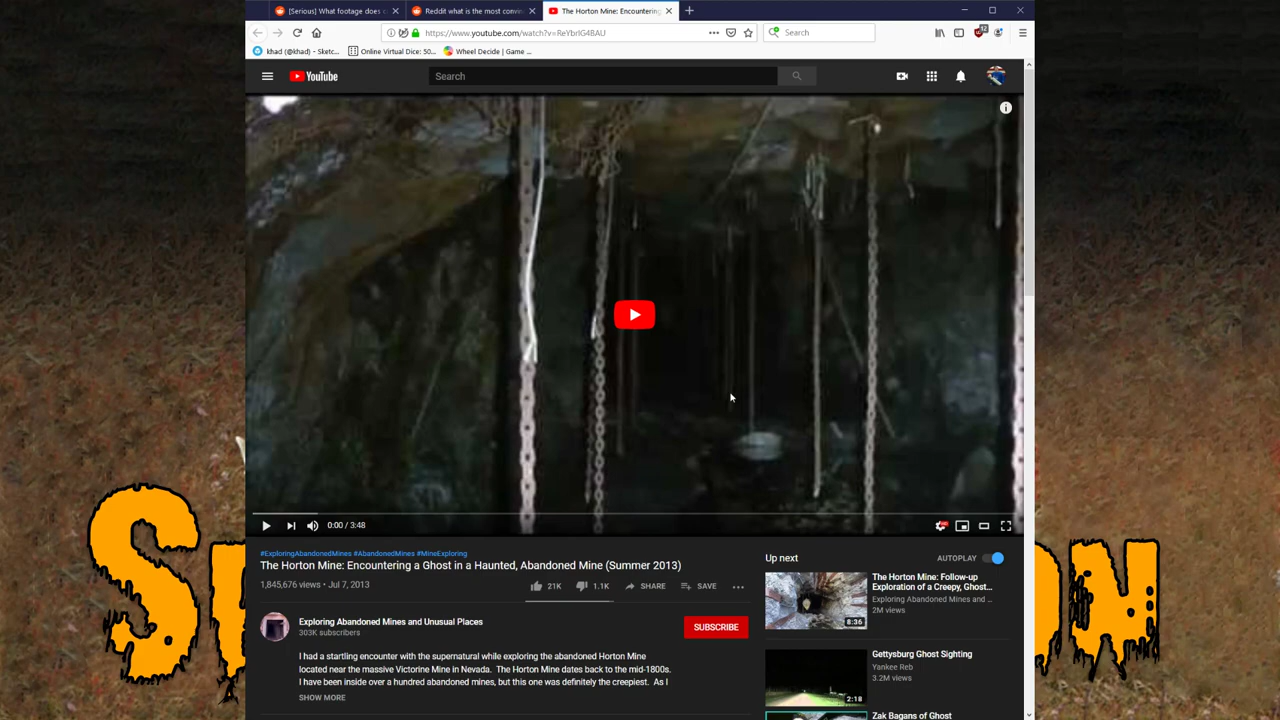 [Serious] What footage does c
Reddit what is the most convin
The Horton Mine: Encountering
https://www.youtube.com/watch?v=ReYbrlG4BAU
Search
12
khad (@khad) - Sketc...
Online Virtual Dice: 50...
Wheel Decide | Game ...
YouTube
Search
0:00 / 3:48
#ExploringAbandonedMines #AbandonedMines #MineExploring
The Horton Mine: Encountering a Ghost in a Haunted, Abandoned Mine (Summer 2013)
1,845,676 views • Jul 7, 2013
21K
1.1K
SHARE
SAVE
Exploring Abandoned Mines and Unusual Places
303K subscribers
SUBSCRIBE
I had a startling encounter with the supernatural while exploring the abandoned Horton Mine
located near the massive Victorine Mine in Nevada. The Horton Mine dates back to the mid-1800s.
I have been inside over a hundred abandoned mines, but this one was definitely the creepiest. As I
SHOW MORE
Up next
AUTOPLAY
The Horton Mine: Follow-up
Exploration of a Creepy, Ghost...
Exploring Abandoned Mines and ...
2M views
8:36
Gettysburg Ghost Sighting
Yankee Reb
3.2M views
2:18
Zak Bagans of Ghost